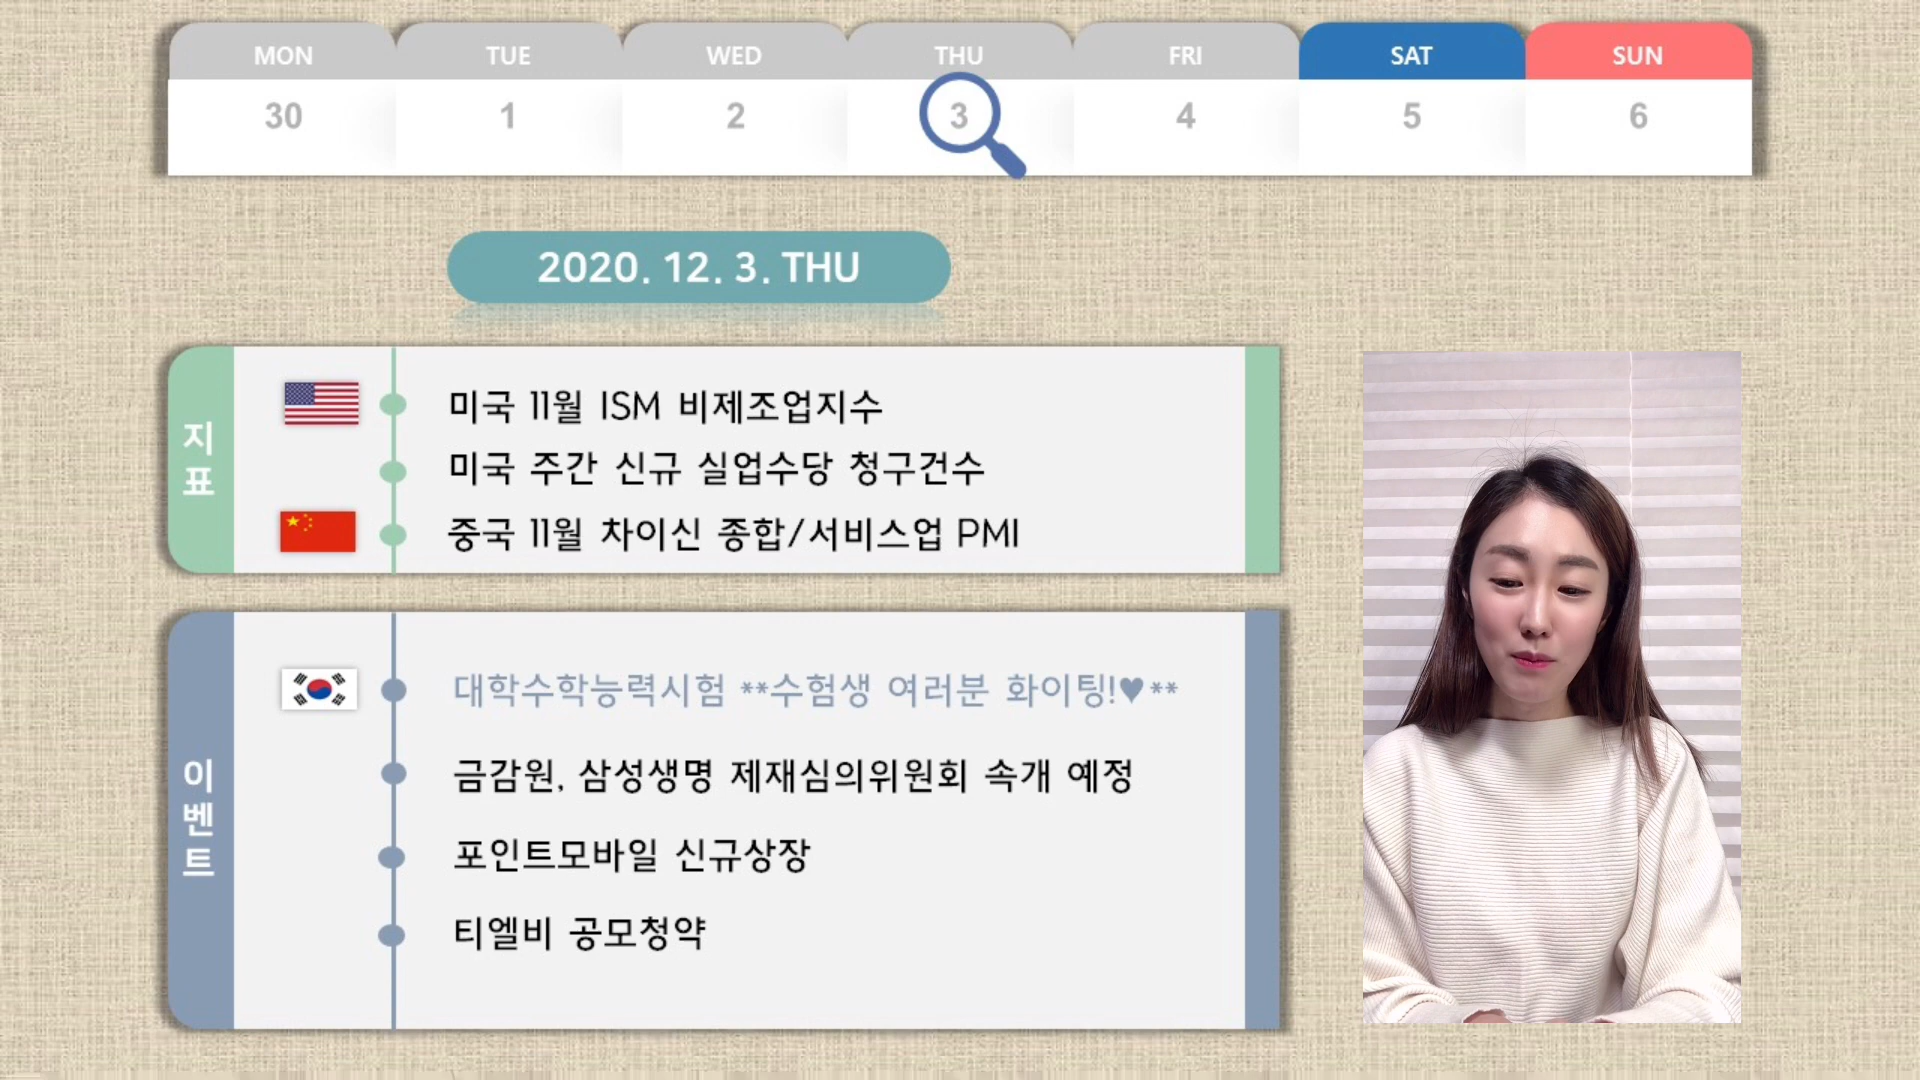 MON TUE WED THU FRI SAT SUN
30 1 2 3 4 5 6
2020. 12. 3. THU
지표
미국 11월 ISM 비제조업지수
미국 주간 신규 실업수당 청구건수
중국 11월 차이신 종합/서비스업 PMI
이벤트
대학수학능력시험 **수험생 여러분 화이팅!♥**
금감원, 삼성생명 제재심의위원회 속개 예정
포인트모바일 신규상장
티엘비 공모청약